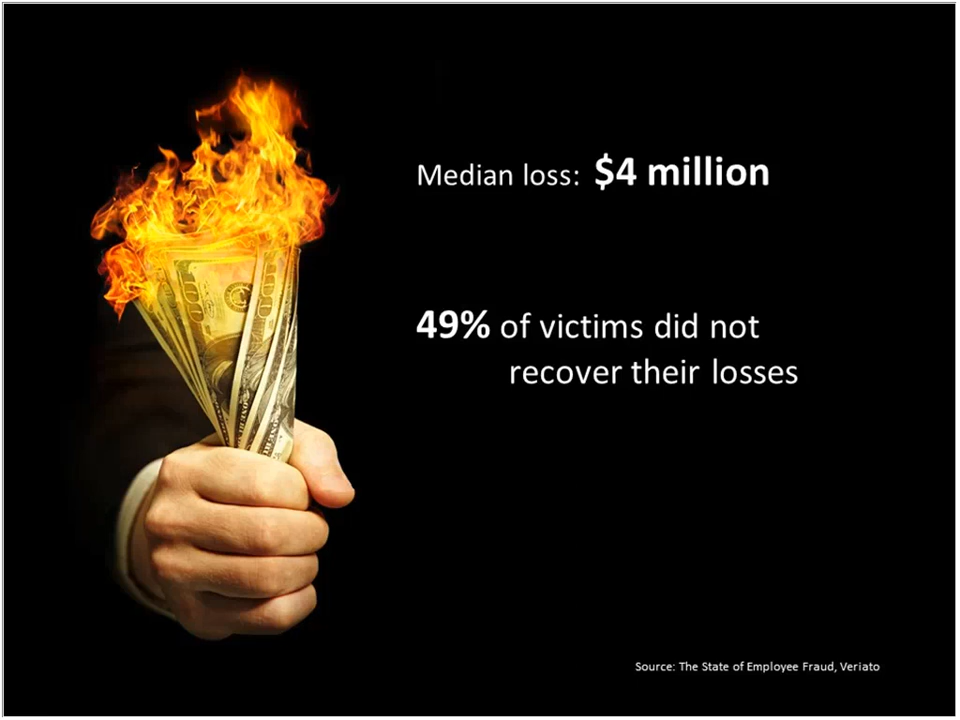 Median loss: $4 million
49% of victims did not
recover their losses
Source: The State of Employee Fraud, Veriato